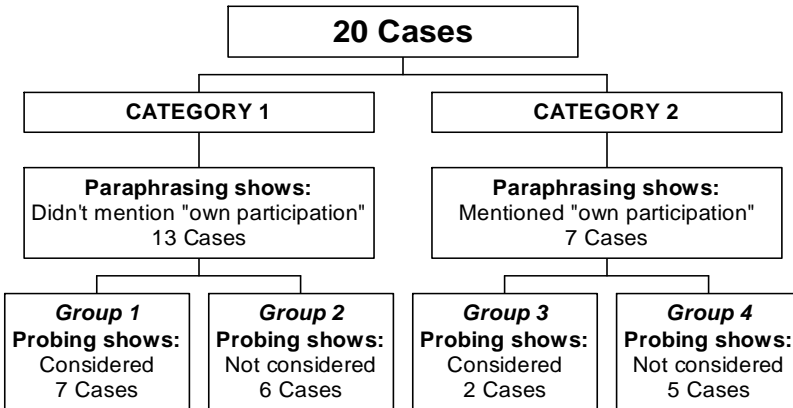 20 Cases
CATEGORY 1
CATEGORY 2
Paraphrasing shows:
Didn't mention "own participation"
13 Cases
Paraphrasing shows:
Mentioned "own participation"
7 Cases
Group 1
Probing shows:
Considered
7 Cases
Group 2
Probing shows:
Not considered
6 Cases
Group 3
Probing shows:
Considered
2 Cases
Group 4
Probing shows:
Not considered
5 Cases